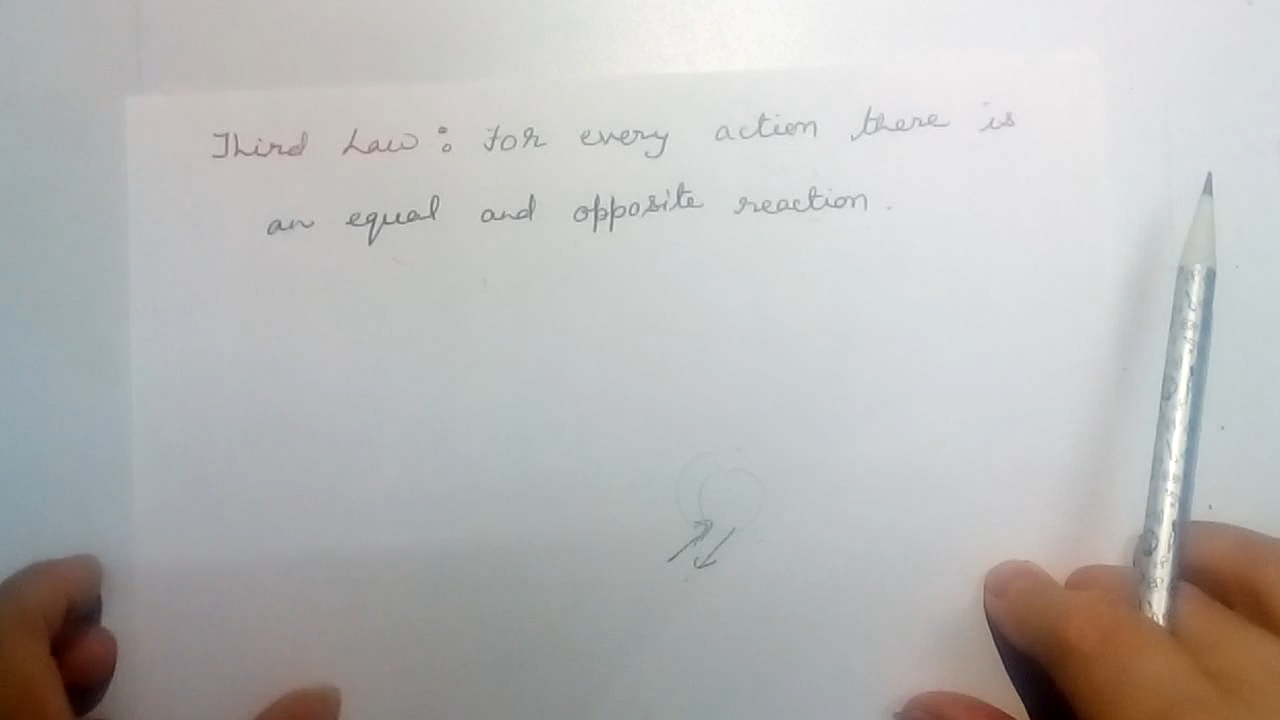 Third Law: For every action there is
an equal and opposite reaction.